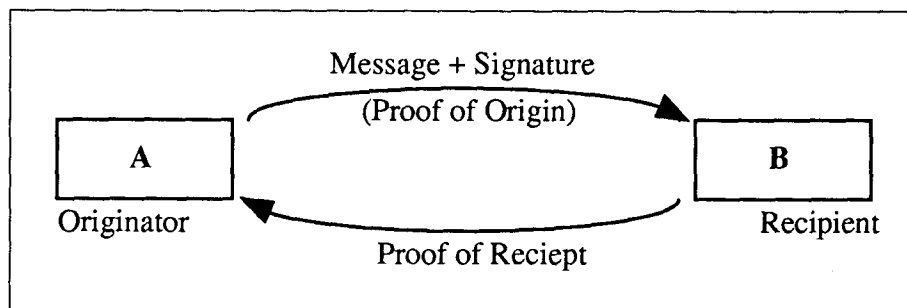 Message + Signature
(Proof of Origin)
A
B
Originator
Recipient
Proof of Reciept